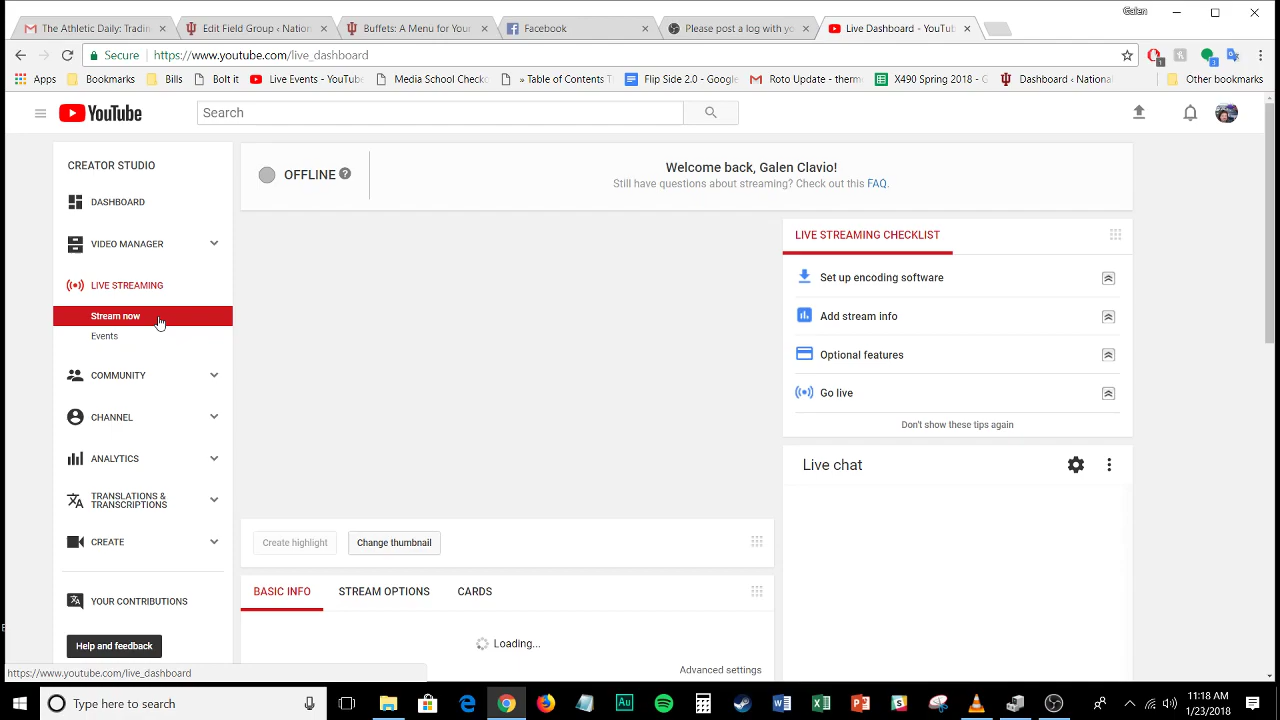 Galen
The Athletic Daily: Tradin
Edit Field Group ‹ Nation
Buffets: A Menu for Your
Facebook
Please post a log with yo
Live Dashboard - YouTub
Secure
https://www.youtube.com/live_dashboard
Apps
Bookmarks
Bills
Bolt it
Live Events - YouTube
Media School Check
» Table of Contents
Flip Side 2.0 - Goog
Roto Update - therm
X490 Spring 2018 - G
Dashboard ‹ National
Other bookmarks
YouTube
Search
CREATOR STUDIO
DASHBOARD
VIDEO MANAGER
LIVE STREAMING
Stream now
Events
COMMUNITY
CHANNEL
ANALYTICS
TRANSLATIONS &
TRANSCRIPTIONS
CREATE
YOUR CONTRIBUTIONS
Help and feedback
OFFLINE
Welcome back, Galen Clavio!
Still have questions about streaming? Check out this FAQ.
LIVE STREAMING CHECKLIST
Set up encoding software
Add stream info
Optional features
Go live
Don't show these tips again
Live chat
Create highlight
Change thumbnail
BASIC INFO
STREAM OPTIONS
CARDS
Loading...
Advanced settings
https://www.youtube.com/live_dashboard
Type here to search
11:18 AM
1/23/2018